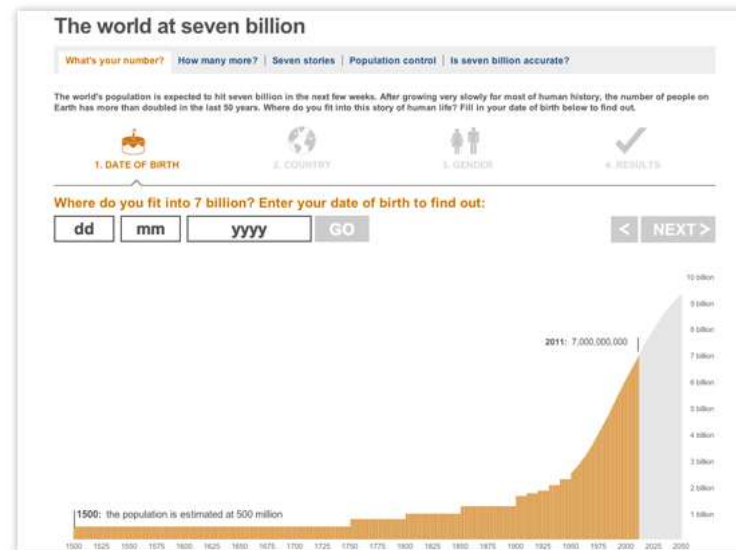 The world at seven billion
What's your number? How many more? | Seven stories | Population control | Is seven billion accurate?
The world's population is expected to hit seven billion in the next few weeks. After growing very slowly for most of human history, the number of people on
Earth has more than doubled in the last 50 years. Where do you fit into this story of human life? Fill in your date of birth below to find out.
1. DATE OF BIRTH 2. COUNTRY 3. GENDER 4. RESULTS
Where do you fit into 7 billion? Enter your date of birth to find out:
dd mm yyyy GO < NEXT >
10 billion
9 billion
8 billion
2011: 7,000,000,000
7 billion
6 billion
5 billion
4 billion
3 billion
2 billion
1500: the population is estimated at 500 million
1 billion
1500 1525 1550 1575 1600 1625 1650 1675 1700 1725 1750 1775 1800 1825 1850 1875 1900 1925 1950 1975 2000 2025 2050